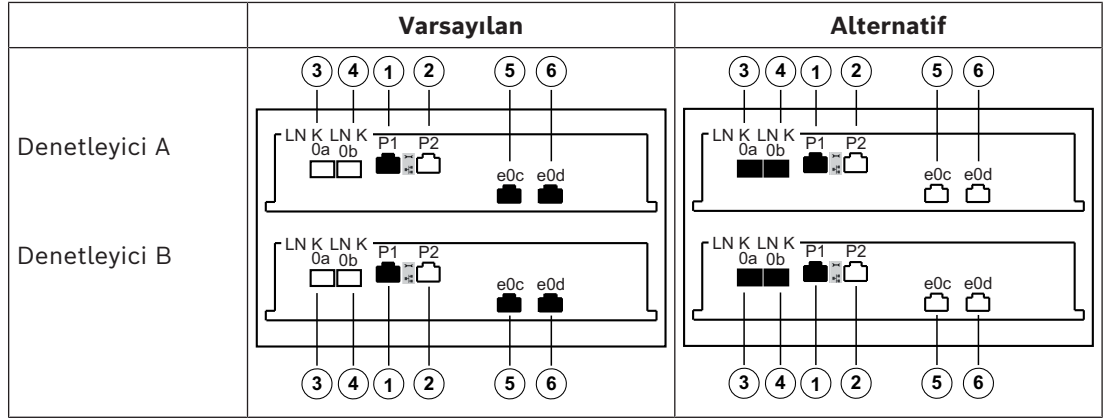 Varsayılan Alternatif
3 4 1 2 5 6 3 4 1 2 5 6
Denetleyici A
LN K LN K P1 P2 LN K LN K P1 P2
0a 0b 0a 0b
e0c e0d e0c e0d
Denetleyici B
LN K LN K P1 P2 LN K LN K P1 P2
0a 0b 0a 0b
e0c e0d e0c e0d
3 4 1 2 5 6 3 4 1 2 5 6